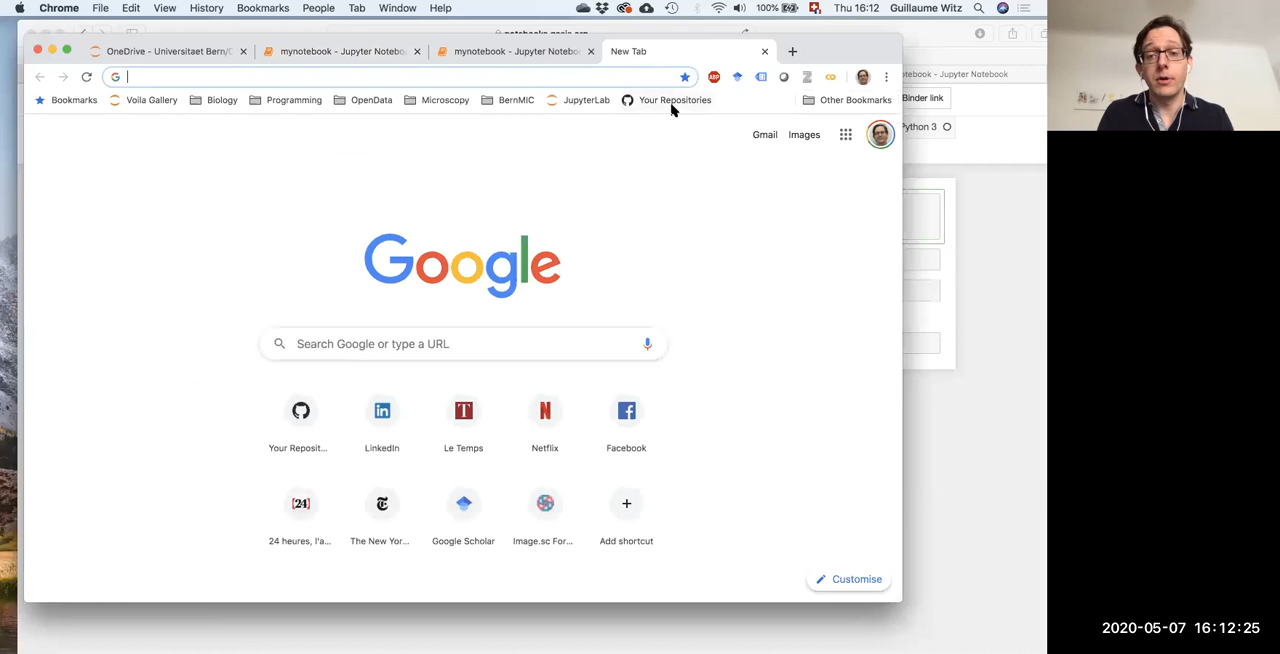 Chrome File Edit View History Bookmarks People Tab Window Help 100% Thu 16:12 Guillaume Witz
OneDrive - Universitaet Bern/ mynotebook - Jupyter Notebo mynotebook - Jupyter Notebo New Tab
Bookmarks Voila Gallery Biology Programming OpenData Microscopy BernMIC JupyterLab Your Repositories Other Bookmarks
otebook - Jupyter Notebook
Binder link
Python 3
Gmail Images
Google
Search Google or type a URL
Your Reposit... LinkedIn Le Temps Netflix Facebook
24 heures, l'a... The New Yor... Google Scholar Image.sc For... Add shortcut
Customise
2020-05-07 16:12:25